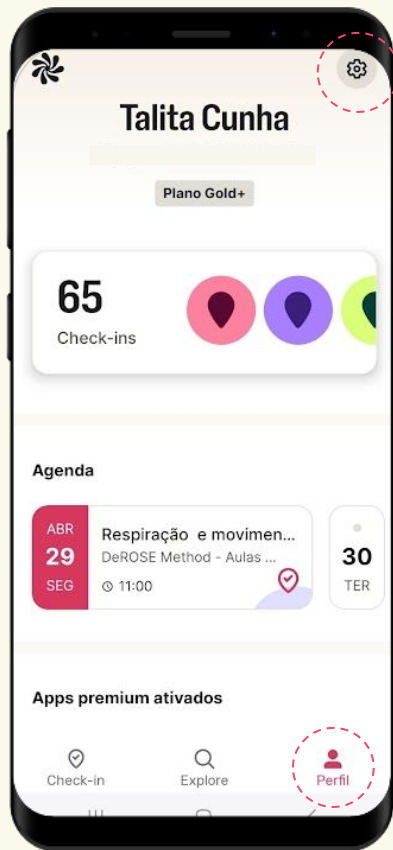 Talita Cunha
Plano Gold+
65
Check-ins
Agenda
ABR
29
SEG
Respiração e movimen...
DeROSE Method - Aulas ...
11:00
30
TER
Apps premium ativados
Check-in
Explore
Perfil